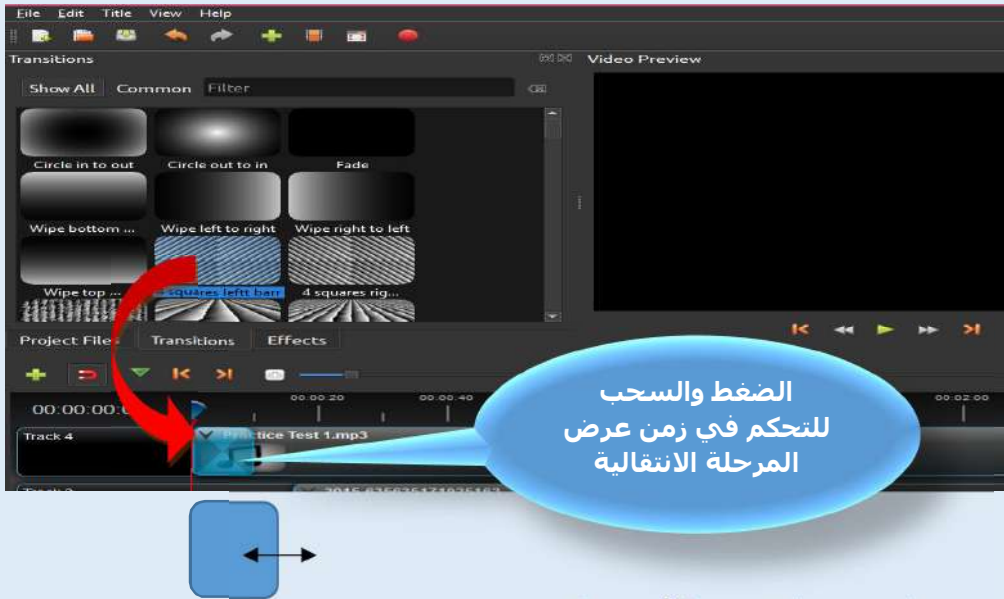 File Edit Title View Help
Transitions
Video Preview
Show All Common Filter
Circle in to out Circle out to in Fade
Wipe bottom ... Wipe left to right Wipe right to left
Wipe top ... 4 squares leftt barr 4 squares rig...
Project Files Transitions Effects
00:00:20 00:00:40 02:00
00:00:00:
Track 4
Practice Test 1.mp3
الضغط والسحب
للتحكم في زمن عرض
المرحلة الانتقالية